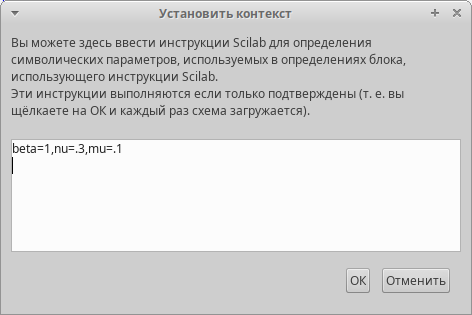 Установить контекст
Вы можете здесь ввести инструкции Scilab для определения
символических параметров, используемых в определениях блока,
использующего инструкции Scilab.
Эти инструкции выполняются если только подтверждены (т. е. вы
щёлкаете на OK и каждый раз схема загружается).
beta=1,nu=.3,mu=.1
OK Отменить